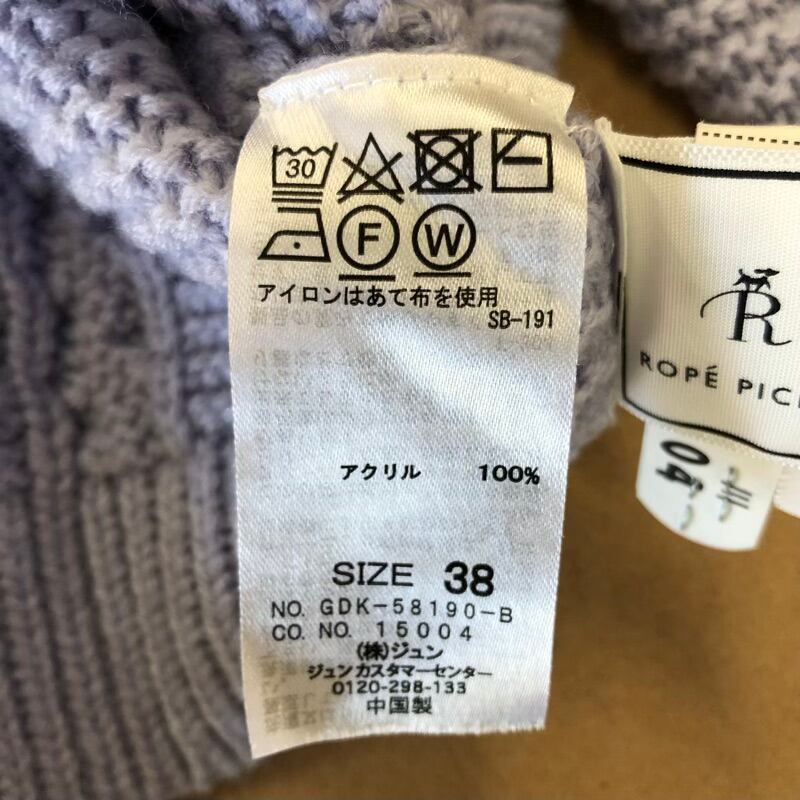 30
F W
アイロンはあて布を使用
SB-191
アクリル 100%
SIZE 38
NO. GDK-58190-B
CO. NO. 15004
(株)ジュン
ジュンカスタマーセンター
0120-298-133
中国製
R
ROPÉ PIC
04